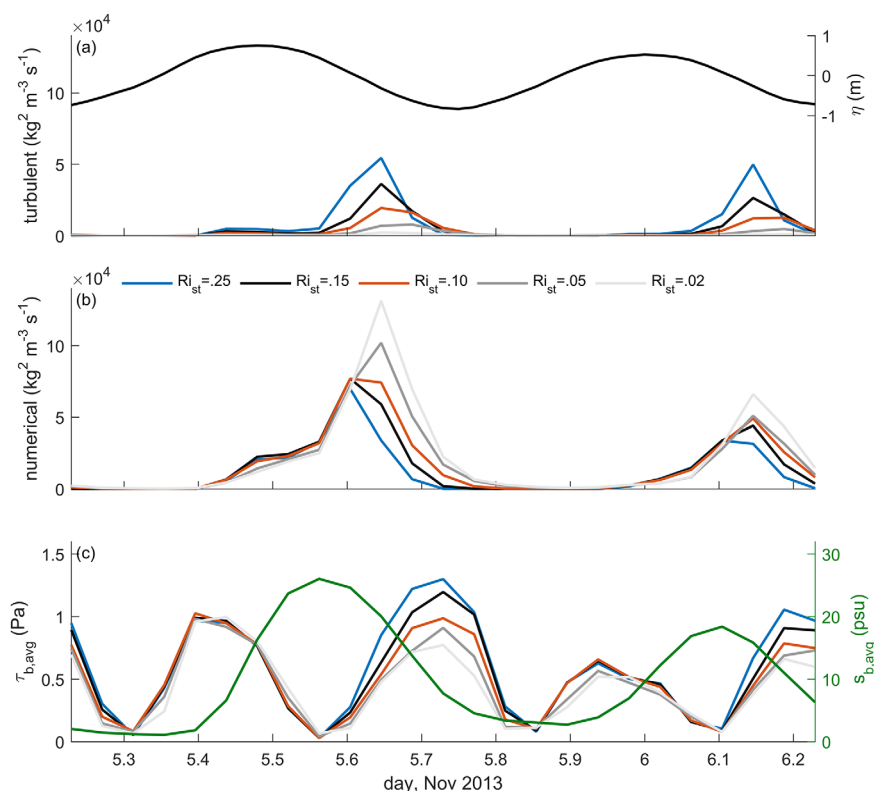 ×10⁴
(a)
turbulent (kg² m⁻³ s⁻¹)
10
5
0
1
0
-1
η (m)
×10⁴
(b)
Ri_st=.25
Ri_st=.15
Ri_st=.10
Ri_st=.05
Ri_st=.02
numerical (kg² m⁻³ s⁻¹)
10
5
0
(c)
τ_b,avg (Pa)
1.5
1
0.5
0
30
20
10
0
s_b,avg (psu)
5.3 5.4 5.5 5.6 5.7 5.8 5.9 6 6.1 6.2
day, Nov 2013